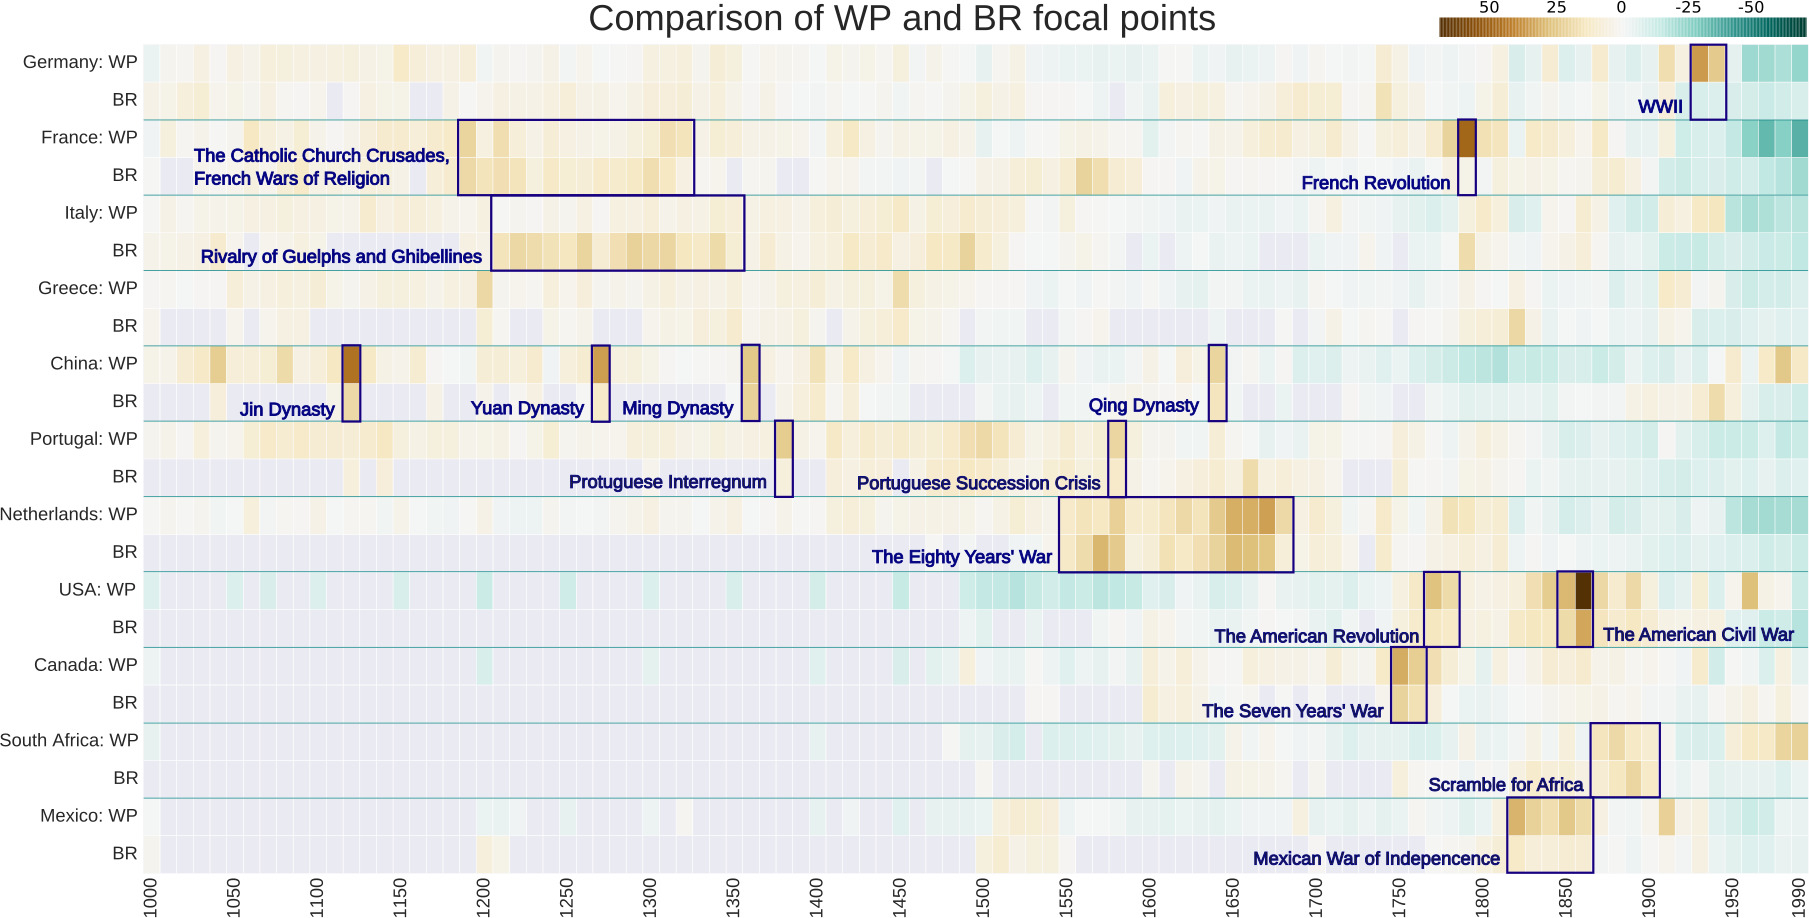 Comparison of WP and BR focal points
50 25 0 -25 -50
Germany: WP
BR
WWII
France: WP
The Catholic Church Crusades,
French Wars of Religion
BR
French Revolution
Italy: WP
BR
Rivalry of Guelphs and Ghibellines
Greece: WP
BR
China: WP
BR
Jin Dynasty
Yuan Dynasty
Ming Dynasty
Qing Dynasty
Portugal: WP
BR
Protuguese Interregnum
Portuguese Succession Crisis
Netherlands: WP
BR
The Eighty Years' War
USA: WP
BR
The American Revolution
The American Civil War
Canada: WP
BR
The Seven Years' War
South Africa: WP
BR
Scramble for Africa
Mexico: WP
BR
Mexican War of Indepencence
1000 1050 1100 1150 1200 1250 1300 1350 1400 1450 1500 1550 1600 1650 1700 1750 1800 1850 1900 1950 1990